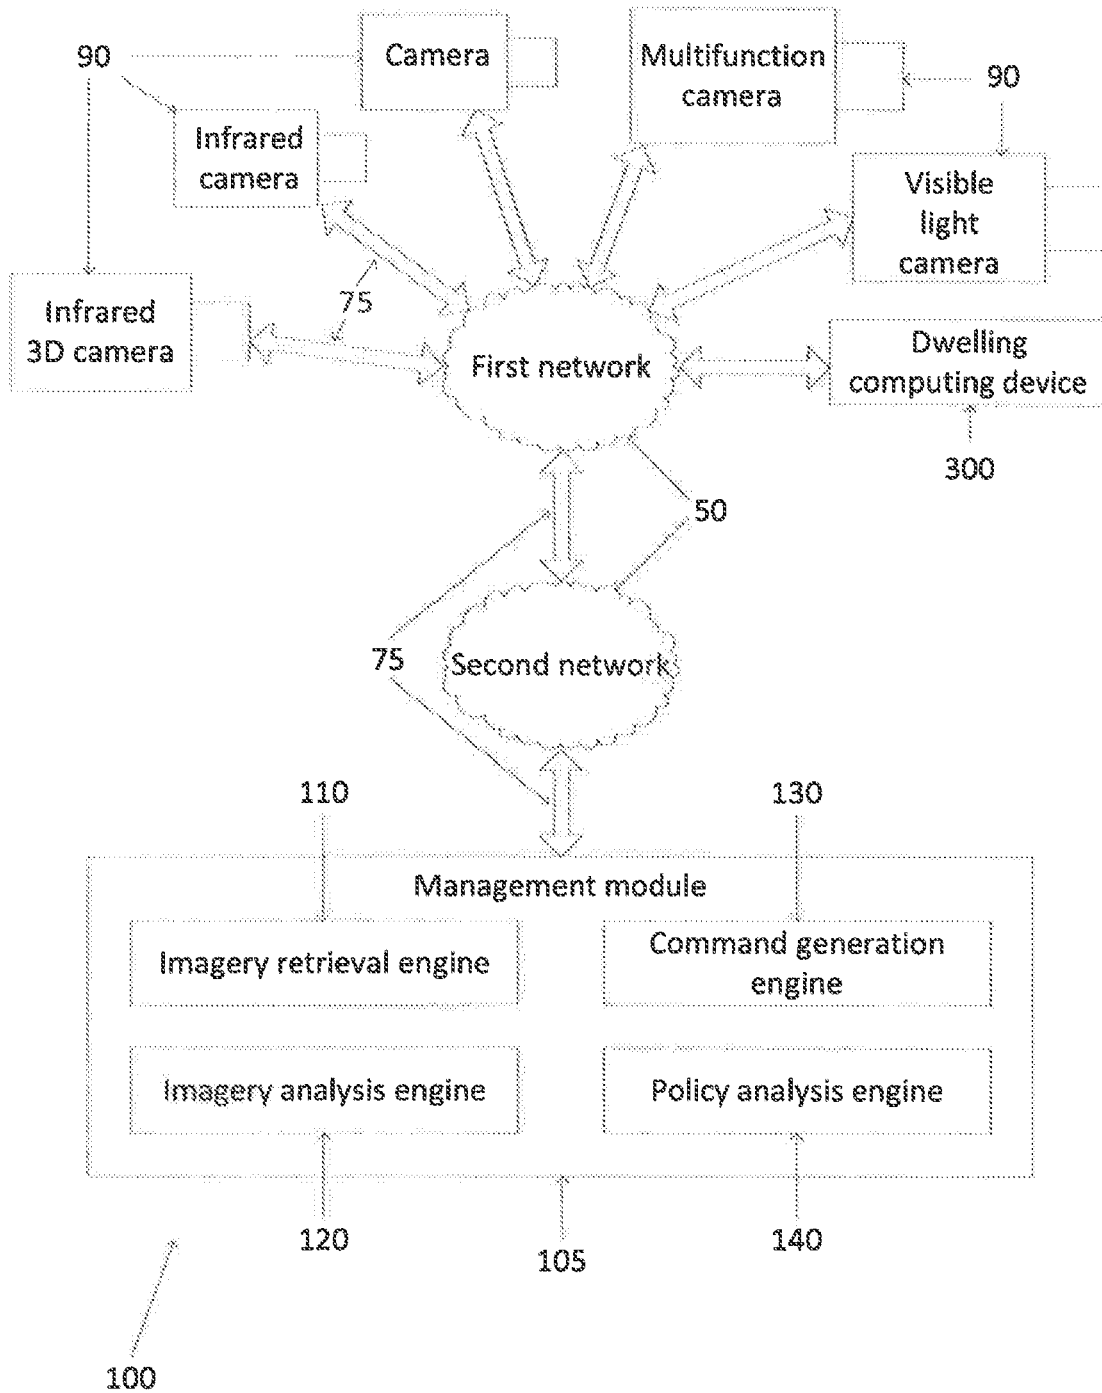 90
Camera
Multifunction
camera
90
Infrared
camera
Visible
light
camera
75
Infrared
3D camera
First network
Dwelling
computing device
300
50
75
Second network
110
130
Management module
Imagery retrieval engine
Command generation
engine
Imagery analysis engine
Policy analysis engine
120
105
140
100